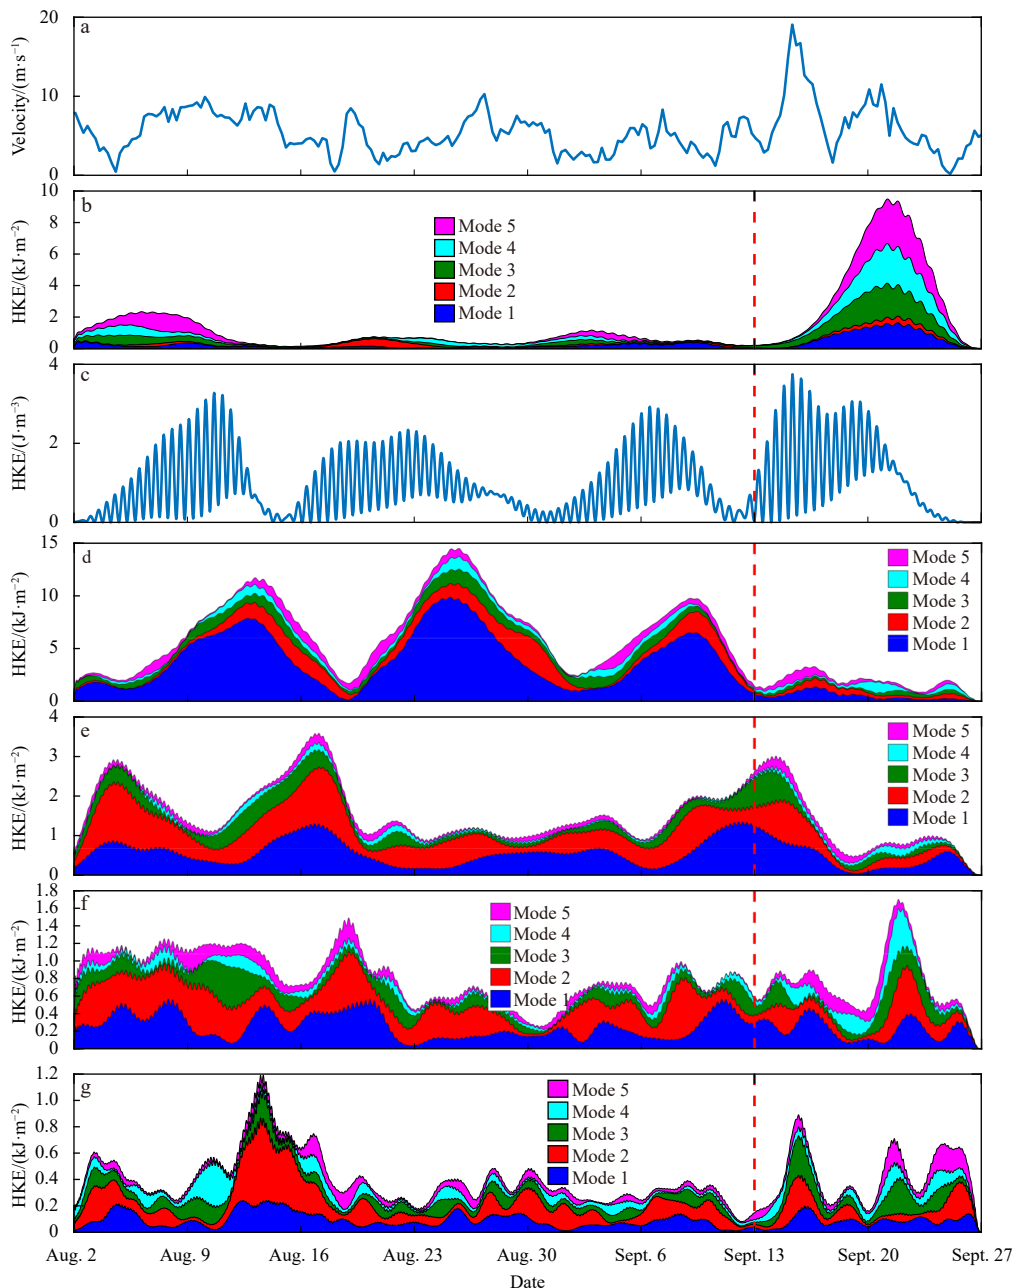 a
Velocity/(m·s⁻¹)
20
10
0
b
HKE/(kJ·m⁻²)
10
8
6
4
2
0
Mode 5
Mode 4
Mode 3
Mode 2
Mode 1
c
HKE/(J·m⁻³)
4
2
0
d
HKE/(kJ·m⁻²)
15
10
5
0
Mode 5
Mode 4
Mode 3
Mode 2
Mode 1
e
HKE/(kJ·m⁻²)
4
3
2
1
0
Mode 5
Mode 4
Mode 3
Mode 2
Mode 1
f
HKE/(kJ·m⁻²)
1.8
1.6
1.4
1.2
1.0
0.8
0.6
0.4
0.2
0
Mode 5
Mode 4
Mode 3
Mode 2
Mode 1
g
HKE/(kJ·m⁻²)
1.2
1.0
0.8
0.6
0.4
0.2
0
Mode 5
Mode 4
Mode 3
Mode 2
Mode 1
Aug. 2 Aug. 9 Aug. 16 Aug. 23 Aug. 30 Sept. 6 Sept. 13 Sept. 20 Sept. 27
Date